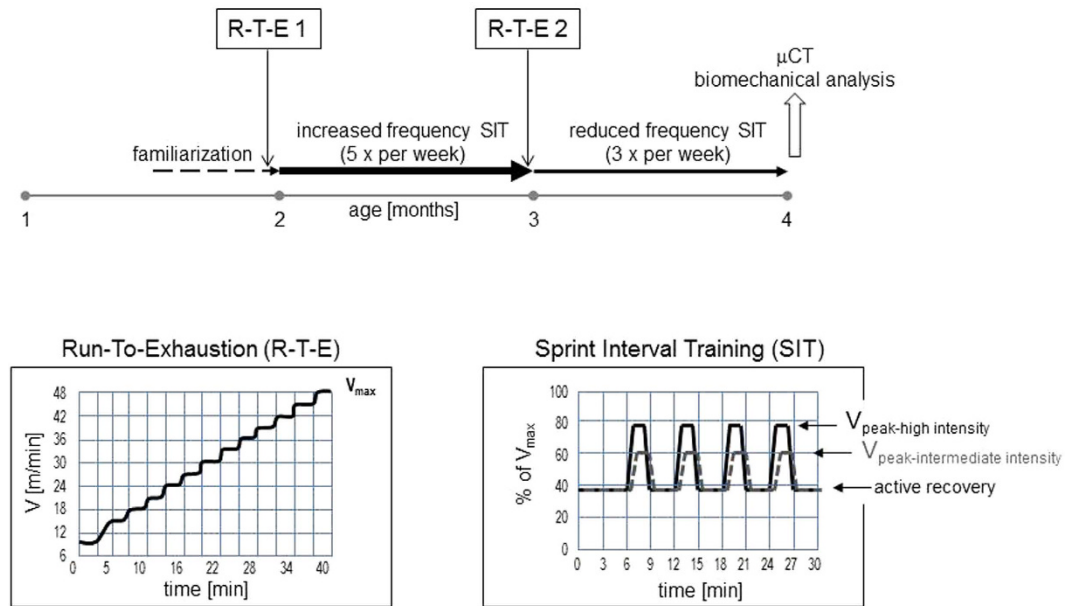 R-T-E 1
R-T-E 2
μCT
biomechanical analysis
increased frequency SIT
(5 x per week)
reduced frequency SIT
(3 x per week)
familiarization
age [months]
1
2
3
4
Run-To-Exhaustion (R-T-E)
V [m/min]
48
42
36
30
24
18
12
6
Vmax
0
5
10
16
22
28
34
40
time [min]
Sprint Interval Training (SIT)
% of Vmax
100
80
60
40
20
0
Vpeak-high intensity
Vpeak-intermediate intensity
active recovery
0
3
6
9
12
15
18
21
24
27
30
time [min]